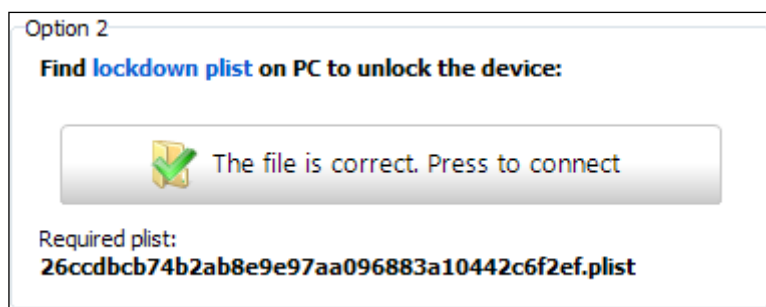 Option 2
Find lockdown plist on PC to unlock the device:
The file is correct. Press to connect
Required plist:
26ccdbcb74b2ab8e9e97aa096883a10442c6f2ef.plist